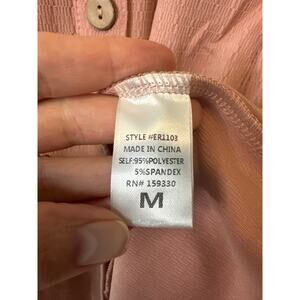 STYLE #ER1103
MADE IN CHINA
SELF:95%POLYESTER
5%SPANDEX
RN# 159330
M